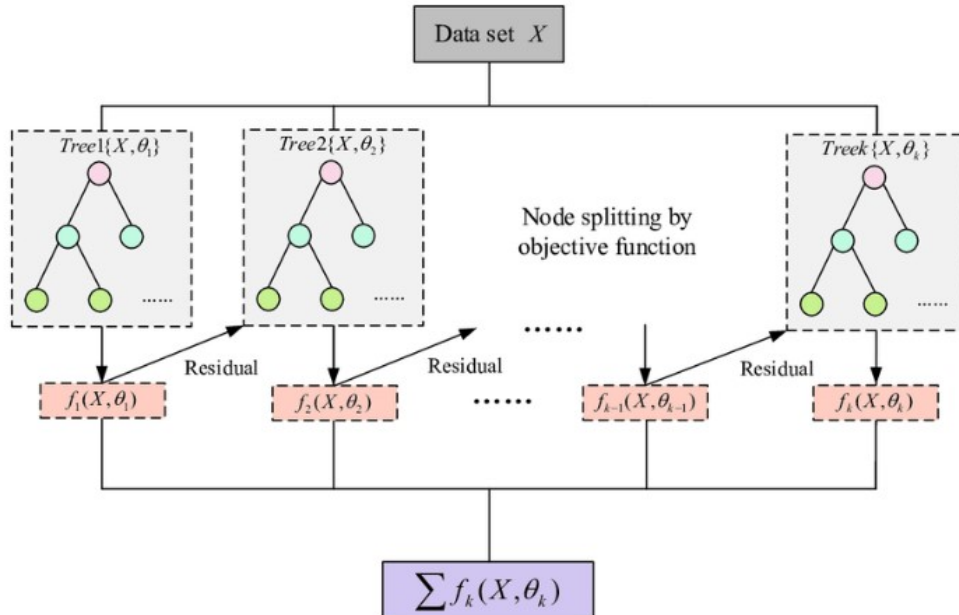 Data set X
Tree1{X,θ₁}
Tree2{X,θ₂}
Treek{X,θₖ}
Node splitting by
objective function
......
......
......
......
Residual
Residual
Residual
f₁(X,θ₁)
f₂(X,θ₂)
......
fₖ₋₁(X,θₖ₋₁)
fₖ(X,θₖ)
∑ fₖ(X,θₖ)